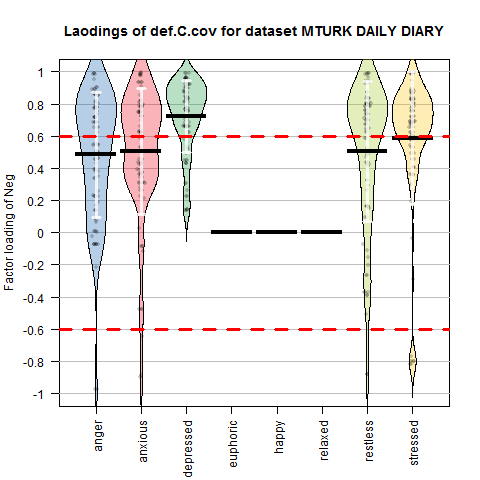 Laodings of def.C.cov for dataset MTURK DAILY DIARY
Factor loading of Neg
1
0.8
0.6
0.4
0.2
0
-0.2
-0.4
-0.6
-0.8
-1
anger
anxious
depressed
euphoric
happy
relaxed
restless
stressed